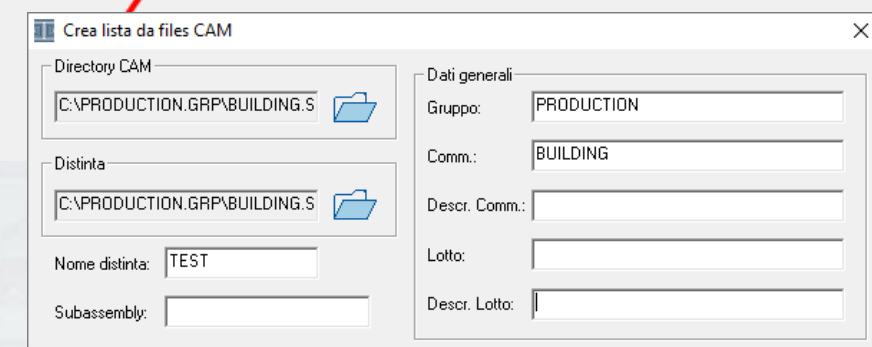 Crea lista da files CAM
Directory CAM
C:\PRODUCTION.GRP\BUILDING.S
Distinta
C:\PRODUCTION.GRP\BUILDING.S
Nome distinta: TEST
Subassembly:
Dati generali
Gruppo: PRODUCTION
Comm.: BUILDING
Descr. Comm.:
Lotto:
Descr. Lotto: